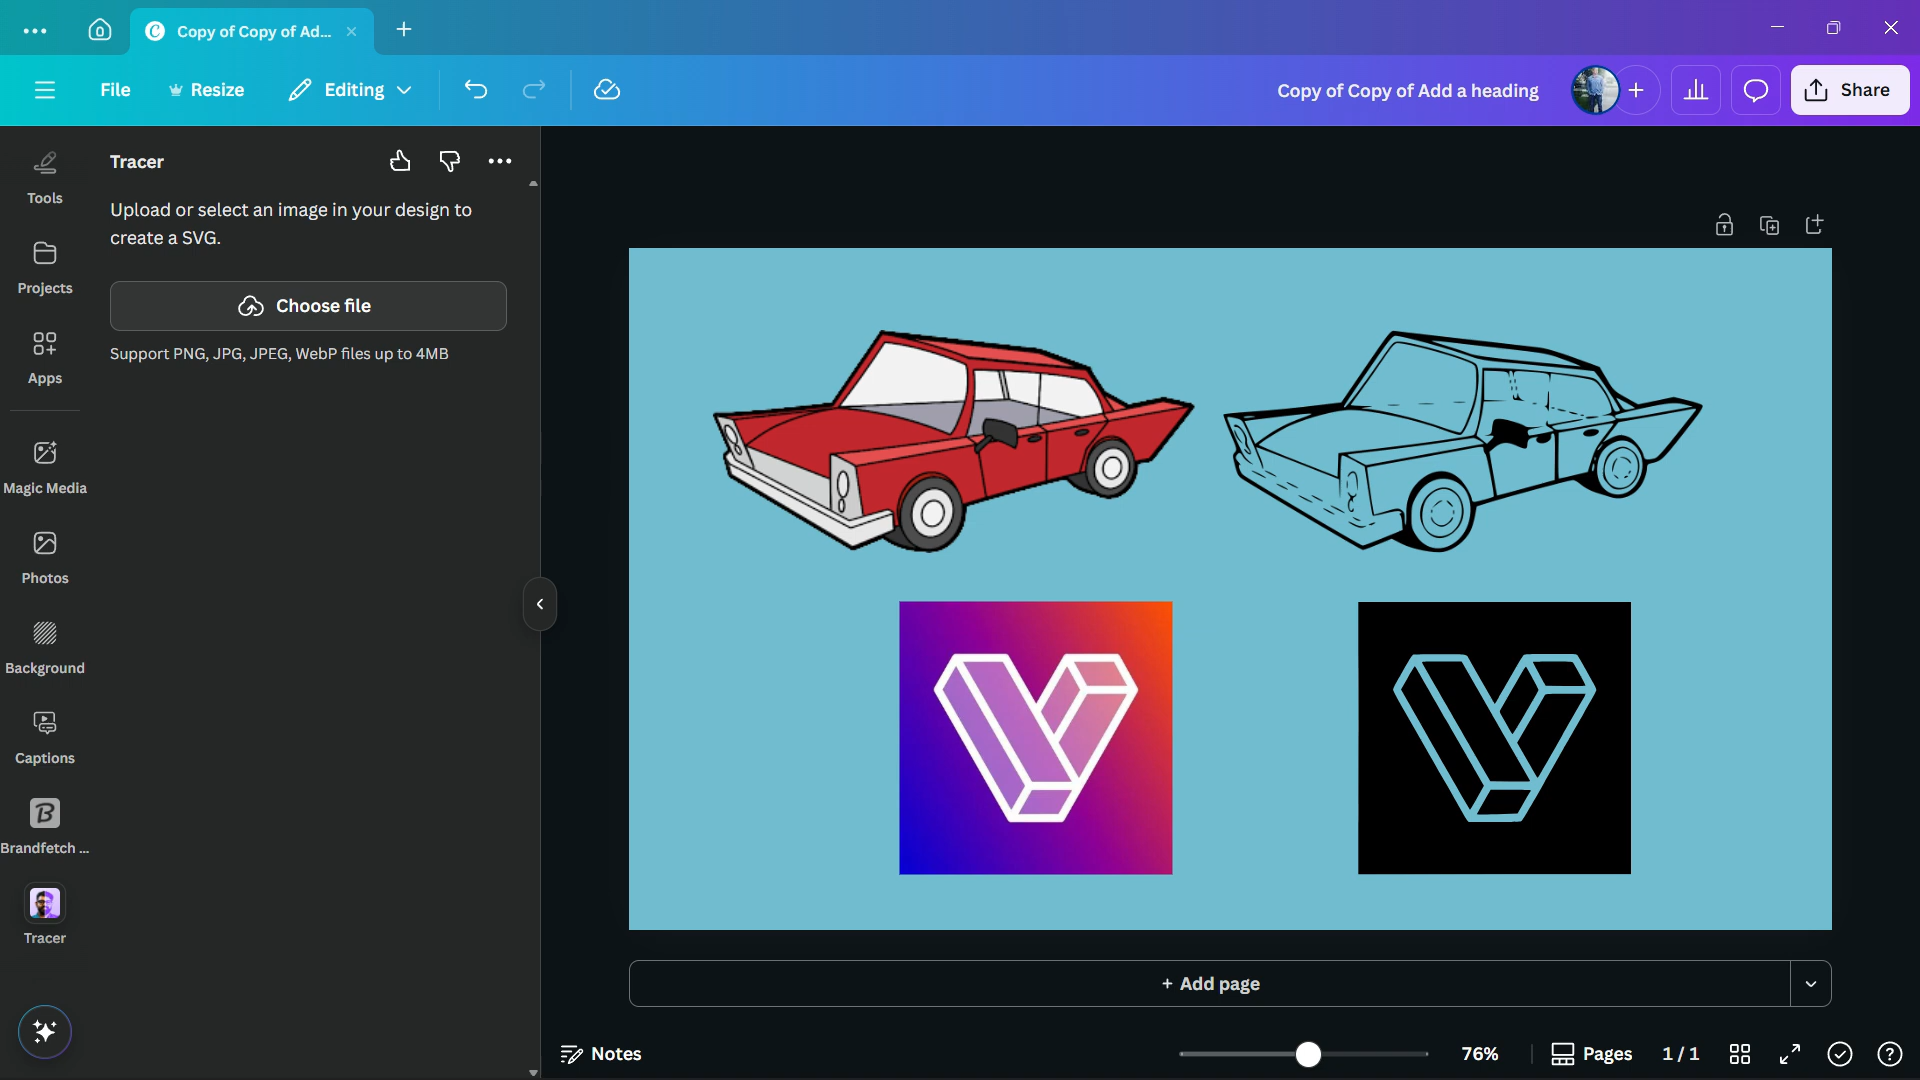 Copy of Copy of Ad...
File
Resize
Editing
Copy of Copy of Add a heading
Share
Tools
Projects
Apps
Magic Media
Photos
Background
Captions
Brandfetch ...
Tracer
Tracer
Upload or select an image in your design to
create a SVG.
Choose file
Support PNG, JPG, JPEG, WebP files up to 4MB
+ Add page
Notes
76%
Pages
1 / 1